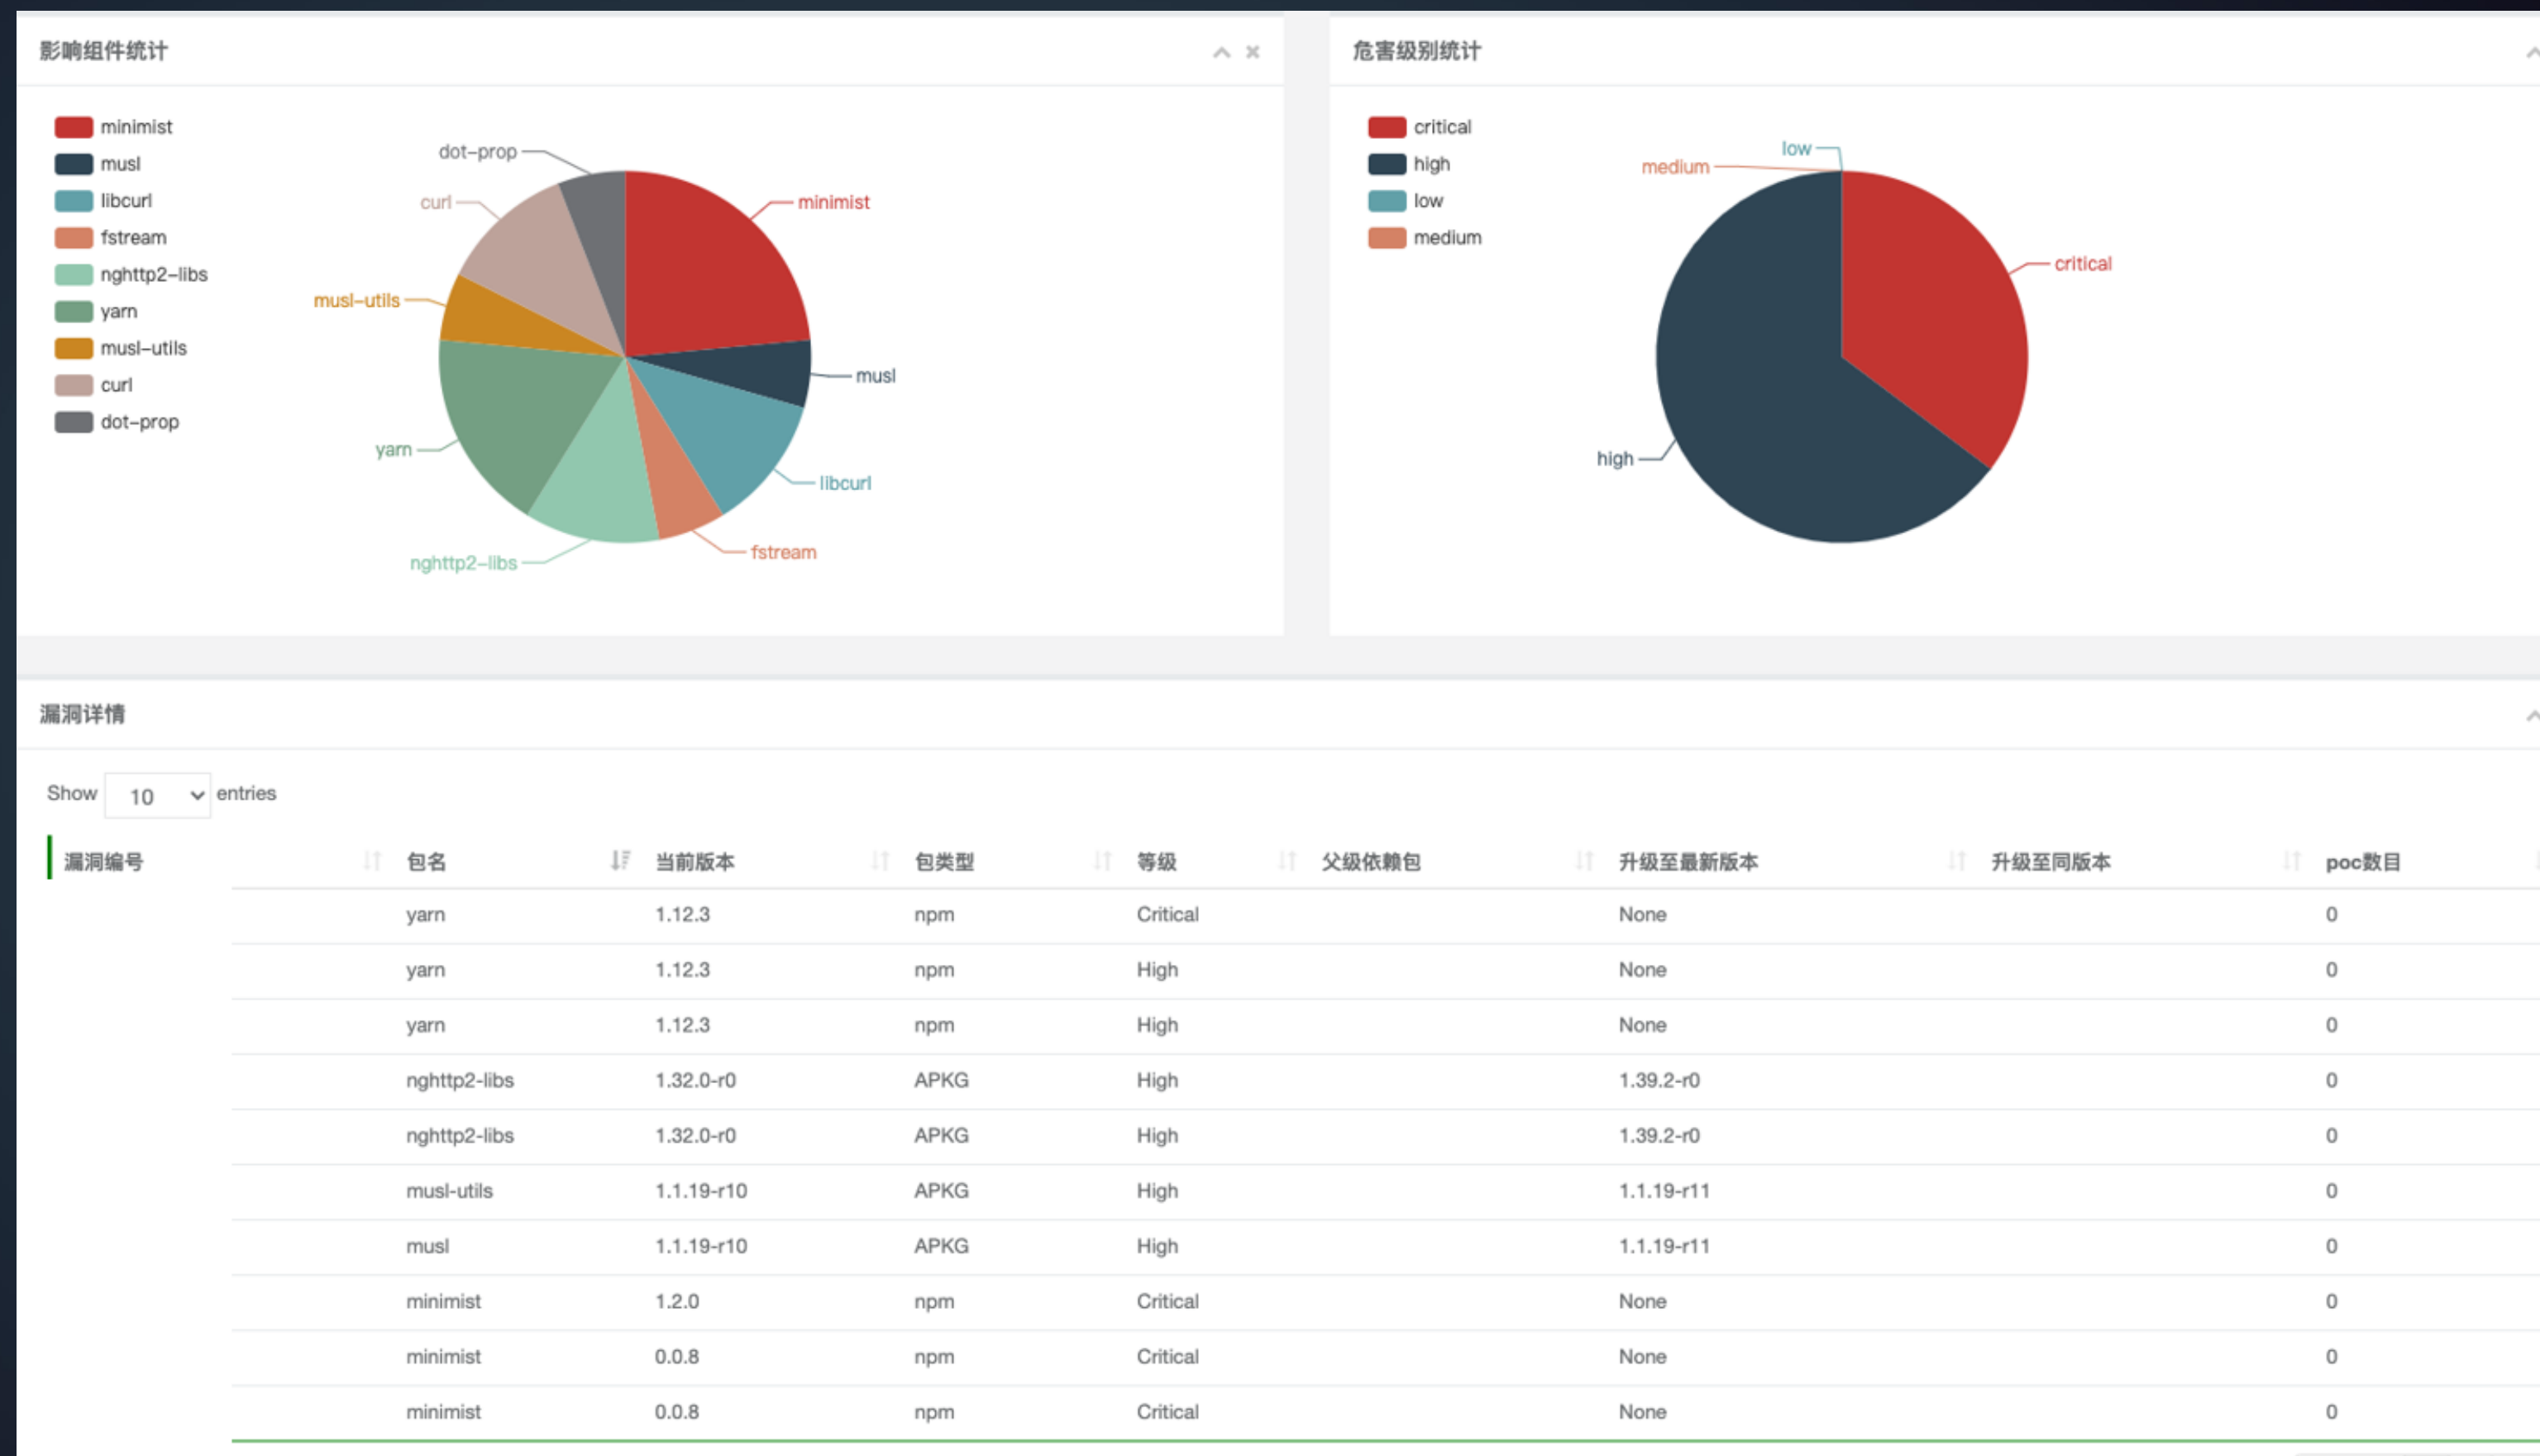 影响组件统计
minimist
musl
libcurl
fstream
nghttp2-libs
yarn
musl-utils
curl
dot-prop
dot-prop
curl
musl-utils
yarn
nghttp2-libs
minimist
musl
libcurl
fstream
危害级别统计
critical
high
low
medium
low
medium
critical
high
漏洞详情
Show 10 entries
漏洞编号 包名 当前版本 包类型 等级 父级依赖包 升级至最新版本 升级至同版本 poc数目
yarn 1.12.3 npm Critical None 0
yarn 1.12.3 npm High None 0
yarn 1.12.3 npm High None 0
nghttp2-libs 1.32.0-r0 APKG High 1.39.2-r0 0
nghttp2-libs 1.32.0-r0 APKG High 1.39.2-r0 0
musl-utils 1.1.19-r10 APKG High 1.1.19-r11 0
musl 1.1.19-r10 APKG High 1.1.19-r11 0
minimist 1.2.0 npm Critical None 0
minimist 0.0.8 npm Critical None 0
minimist 0.0.8 npm Critical None 0